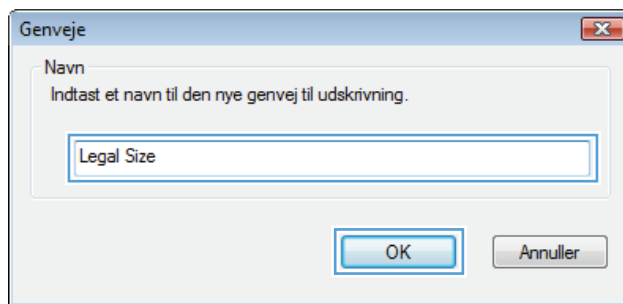 Genveje
Navn
Indtast et navn til den nye genvej til udskrivning.
Legal Size
OK
Annuller